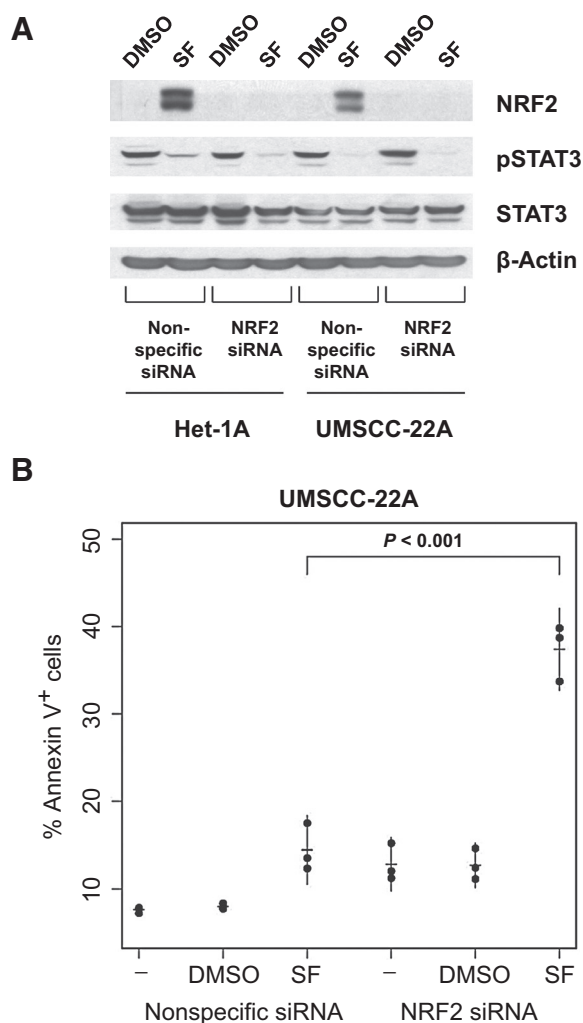 A
DMSO SF DMSO SF DMSO SF DMSO SF
NRF2
pSTAT3
STAT3
β-Actin
Non-specific siRNA
NRF2 siRNA
Non-specific siRNA
NRF2 siRNA
Het-1A
UMSCC-22A
B
UMSCC-22A
P < 0.001
50
40
30
20
10
% Annexin V+ cells
– DMSO SF – DMSO SF
Nonspecific siRNA NRF2 siRNA